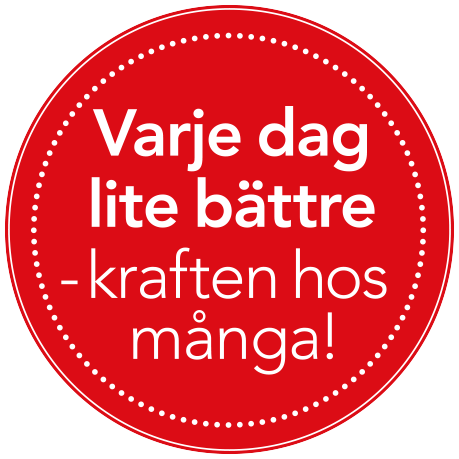 Varje dag
lite bättre
-kraften hos
många!